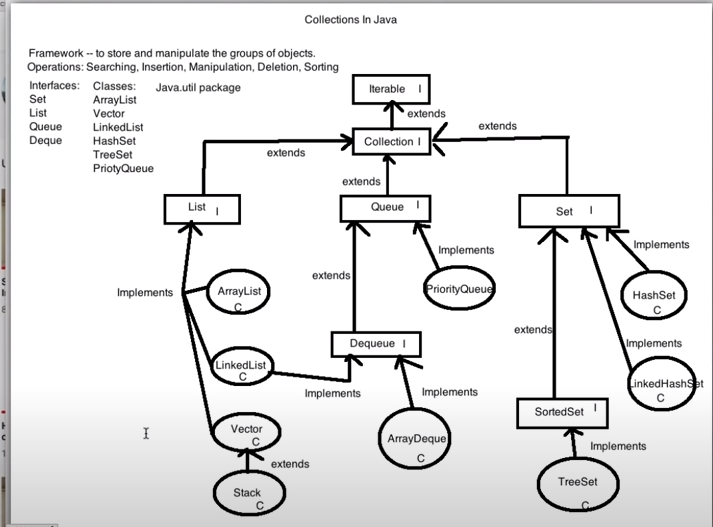 Collections In Java
Framework -- to store and manipulate the groups of objects.
Operations: Searching, Insertion, Manipulation, Deletion, Sorting
Interfaces: Classes: Java.util package
Set ArrayList
List Vector
Queue LinkedList
Deque HashSet
TreeSet
PriotyQueue
Iterable I
extends
Collection I
extends
extends
extends
List I
Queue I
Set I
Implements
ArrayList
C
LinkedList
C
Vector
C
extends
Stack
C
extends
Implements
PriorityQueue
Dequeue I
Implements
Implements
ArrayDeque
C
Implements
HashSet
C
Implements
LinkedHashSet
C
extends
SortedSet I
Implements
TreeSet
C